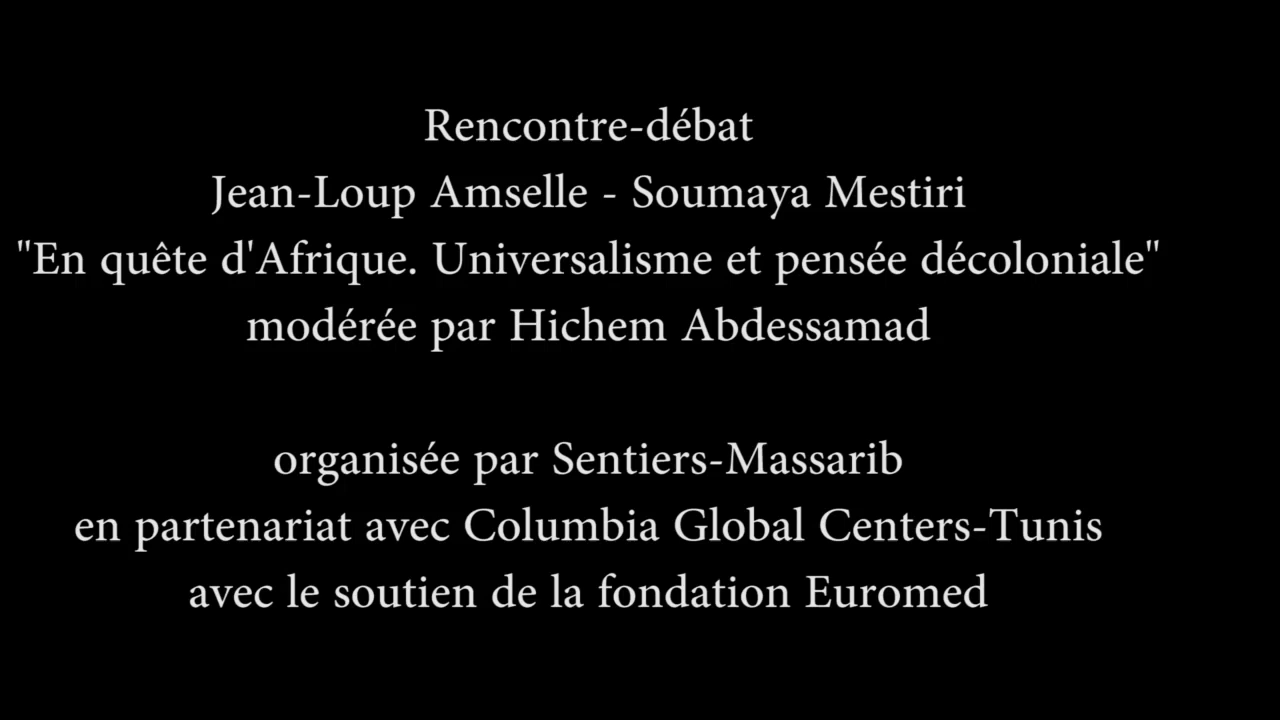 Rencontre-débat
Jean-Loup Amselle - Soumaya Mestiri
"En quête d'Afrique. Universalisme et pensée décoloniale"
modérée par Hichem Abdessamad
organisée par Sentiers-Massarib
en partenariat avec Columbia Global Centers-Tunis
avec le soutien de la fondation Euromed